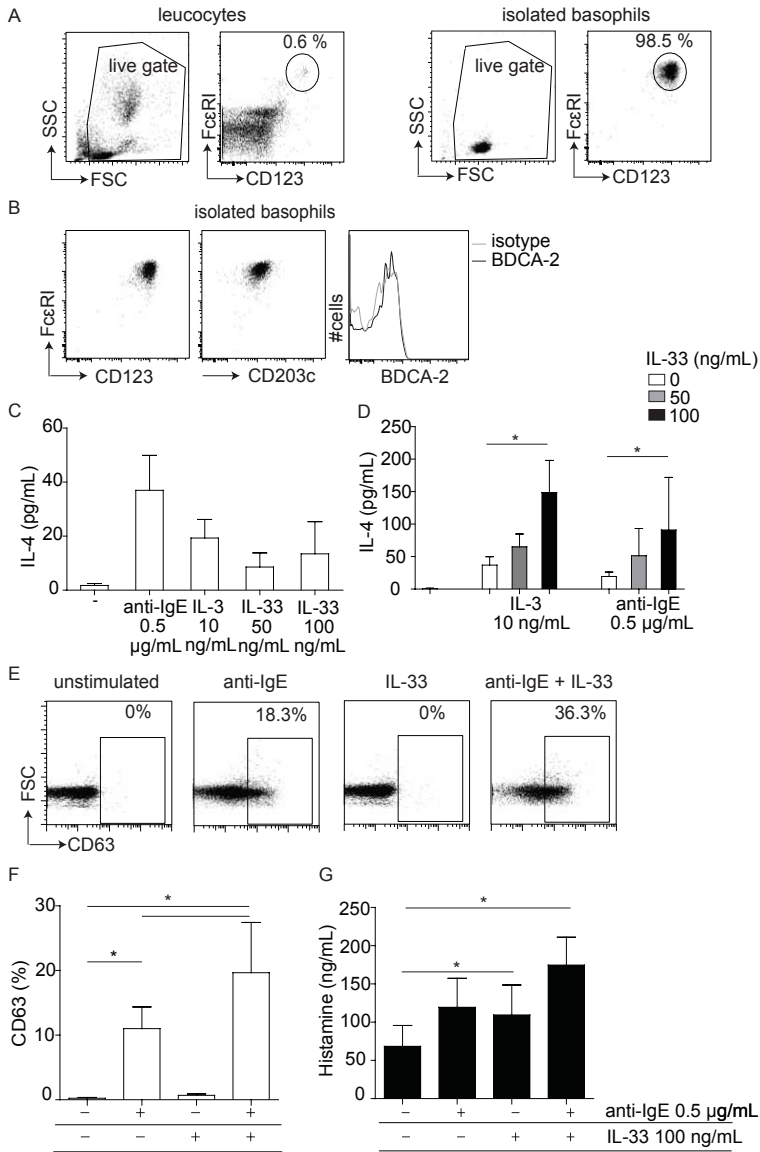 A
leucocytes
isolated basophils
0.6 %
98.5 %
live gate
live gate
SSC
FcεRI
SSC
FcεRI
FSC
CD123
FSC
CD123
B
isolated basophils
isotype
BDCA-2
FcεRI
#cells
CD123
CD203c
BDCA-2
IL-33 (ng/mL)
0
50
100
C
60
40
20
0
IL-4 (pg/mL)
-
anti-IgE 0.5 µg/mL
IL-3 10 ng/mL
IL-33 50 ng/mL
IL-33 100 ng/mL
D
250
200
150
100
50
0
IL-4 (pg/mL)
*
*
-
IL-3
10 ng/mL
anti-IgE
0.5 µg/mL
E
unstimulated
anti-IgE
IL-33
anti-IgE + IL-33
0%
18.3%
0%
36.3%
FSC
CD63
F
30
20
10
0
CD63 (%)
*
*
G
250
200
150
100
50
0
Histamine (ng/mL)
*
*
− + − + − + − + anti-IgE 0.5 µg/mL
− − + + − − + + IL-33 100 ng/mL